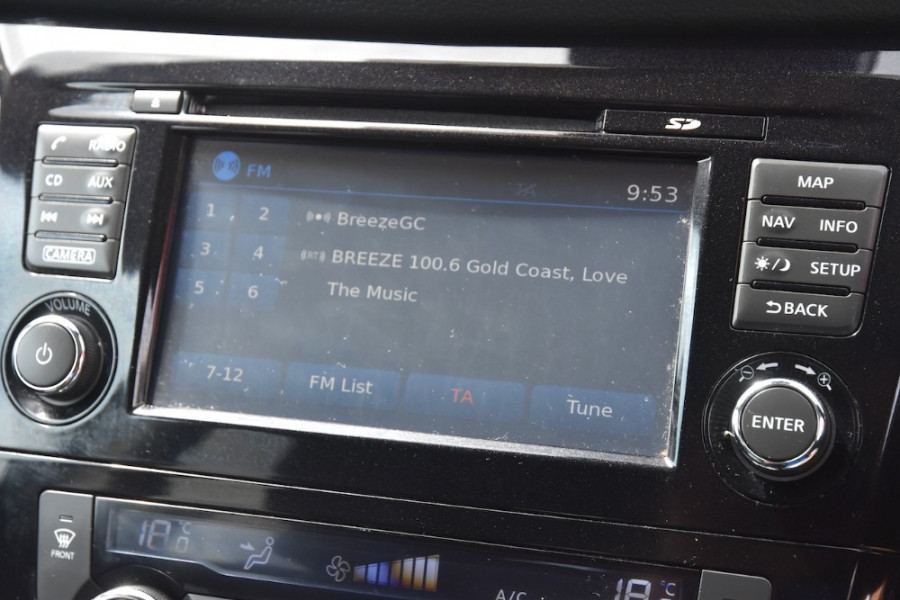 SD
RADIO
CD AUX
CAMERA
VOLUME
FM 9:53
1 2
3 4
5 6
BreezeGC
RT BREEZE 100.6 Gold Coast, Love
The Music
7-12 FM List TA Tune
MAP
NAV INFO
SETUP
BACK
ENTER
FRONT
18 °C
A/C
18 °C